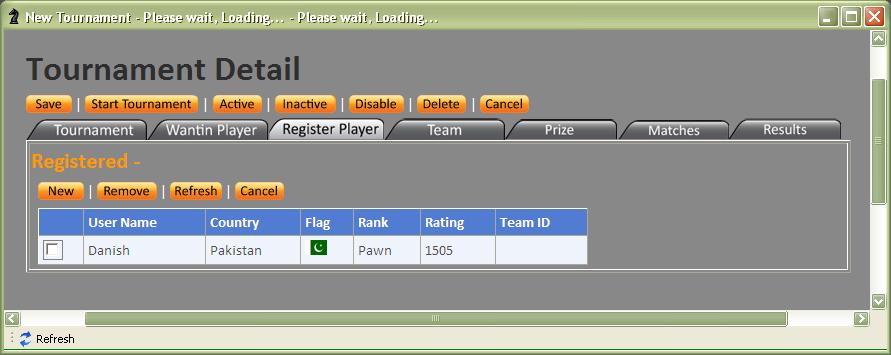 New Tournament - Please wait, Loading... - Please wait, Loading...
Tournament Detail
Save | Start Tournament | Active | Inactive | Disable | Delete | Cancel
Tournament Wantin Player Register Player Team Prize Matches Results
Registered -
New | Remove | Refresh | Cancel
User Name Country Flag Rank Rating Team ID
Danish Pakistan Pawn 1505
Refresh